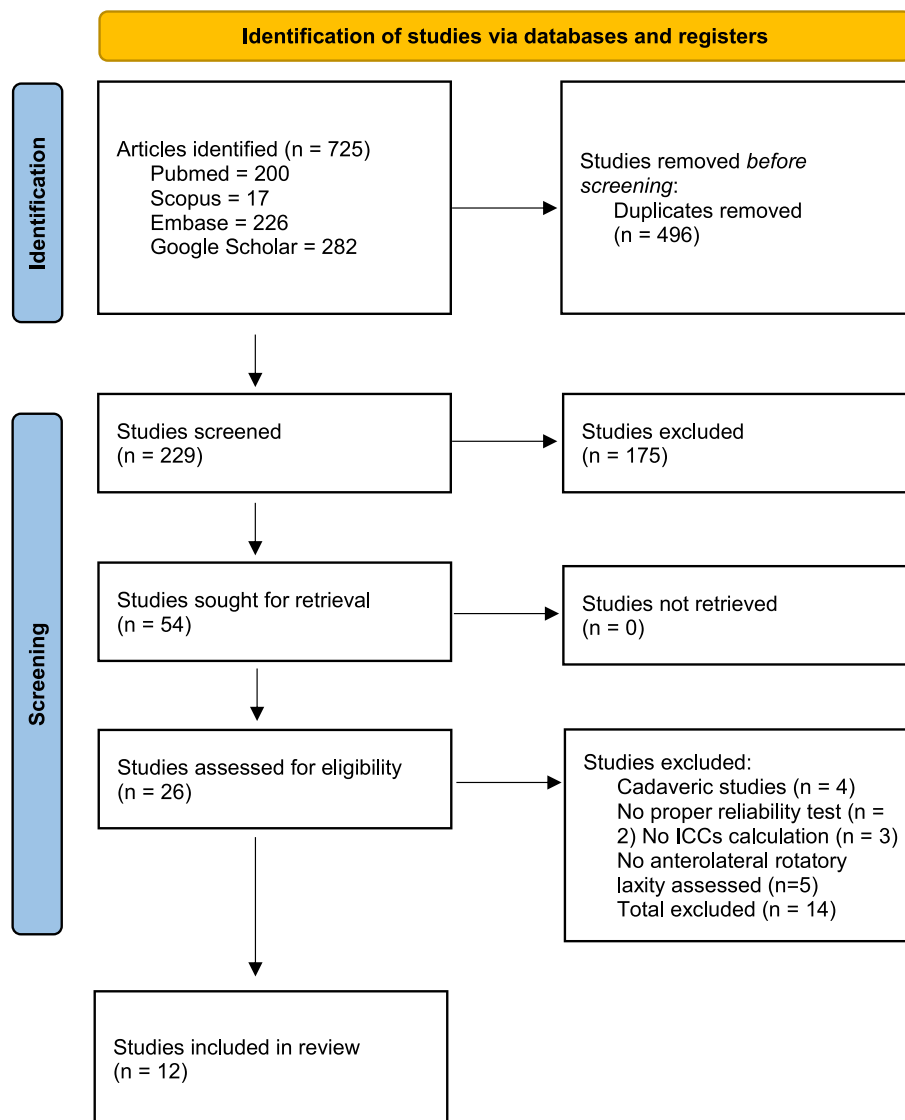 Identification of studies via databases and registers
Identification
Articles identified (n = 725)
Pubmed = 200
Scopus = 17
Embase = 226
Google Scholar = 282
Studies removed before
screening:
Duplicates removed
(n = 496)
Screening
Studies screened
(n = 229)
Studies excluded
(n = 175)
Studies sought for retrieval
(n = 54)
Studies not retrieved
(n = 0)
Studies assessed for eligibility
(n = 26)
Studies excluded:
Cadaveric studies (n = 4)
No proper reliability test (n =
2) No ICCs calculation (n = 3)
No anterolateral rotatory
laxity assessed (n=5)
Total excluded (n = 14)
Studies included in review
(n = 12)